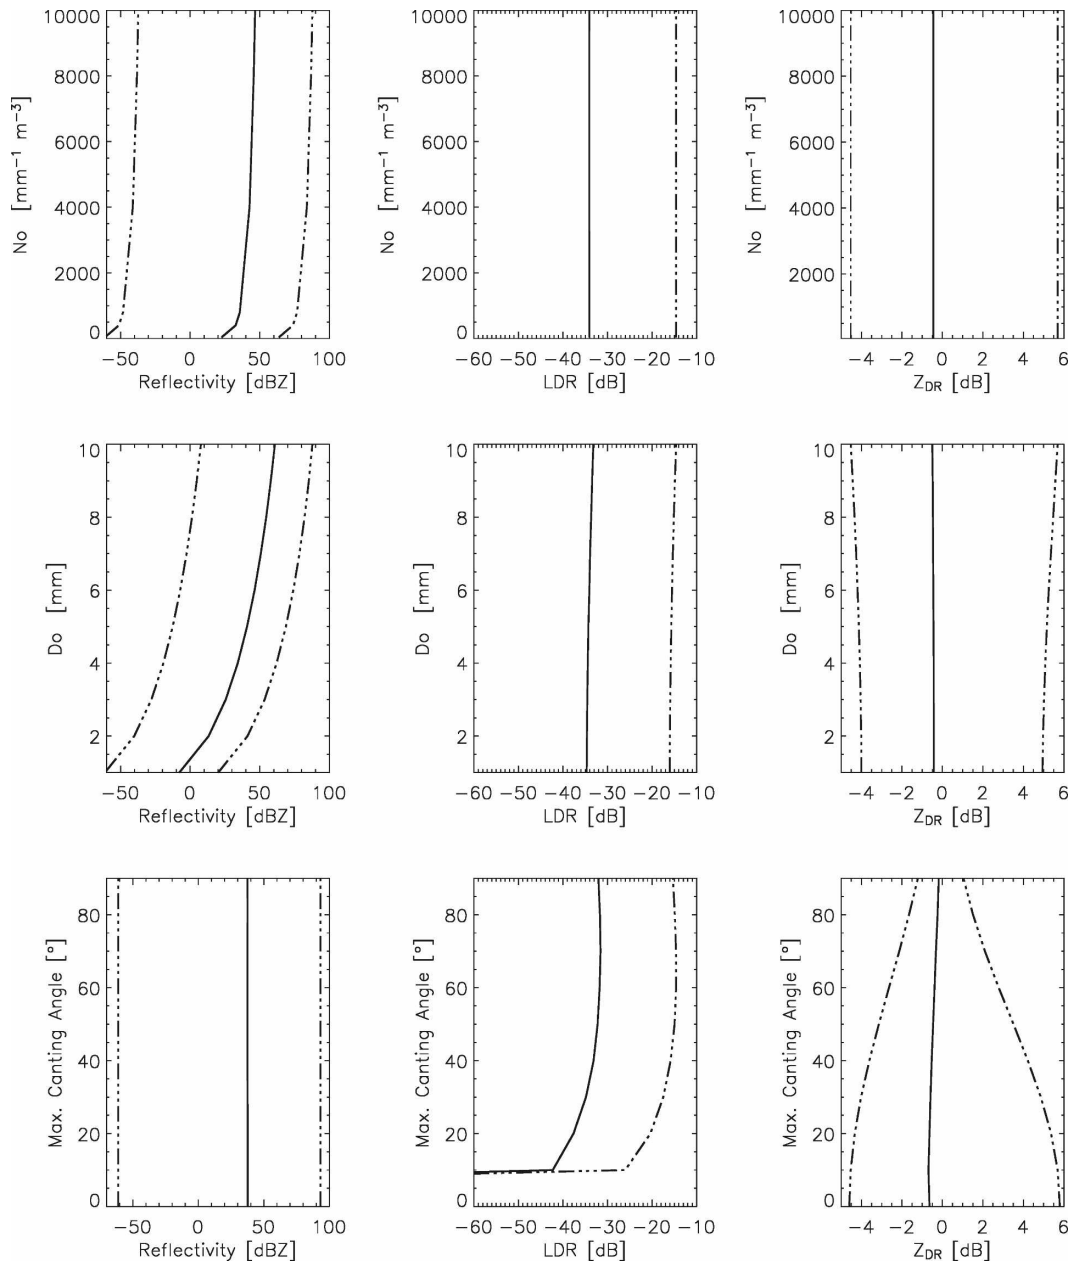 10000
8000
6000
4000
2000
0
No [mm⁻¹ m⁻³]
−50 0 50 100
Reflectivity [dBZ]
10000
8000
6000
4000
2000
0
No [mm⁻¹ m⁻³]
−60 −50 −40 −30 −20 −10
LDR [dB]
10000
8000
6000
4000
2000
0
No [mm⁻¹ m⁻³]
−4 −2 0 2 4 6
Z_DR [dB]
10
8
6
4
2
Do [mm]
−50 0 50 100
Reflectivity [dBZ]
10
8
6
4
2
Do [mm]
−60 −50 −40 −30 −20 −10
LDR [dB]
10
8
6
4
2
Do [mm]
−4 −2 0 2 4 6
Z_DR [dB]
80
60
40
20
0
Max. Canting Angle [°]
−50 0 50 100
Reflectivity [dBZ]
80
60
40
20
0
Max. Canting Angle [°]
−60 −50 −40 −30 −20 −10
LDR [dB]
80
60
40
20
0
Max. Canting Angle [°]
−4 −2 0 2 4 6
Z_DR [dB]